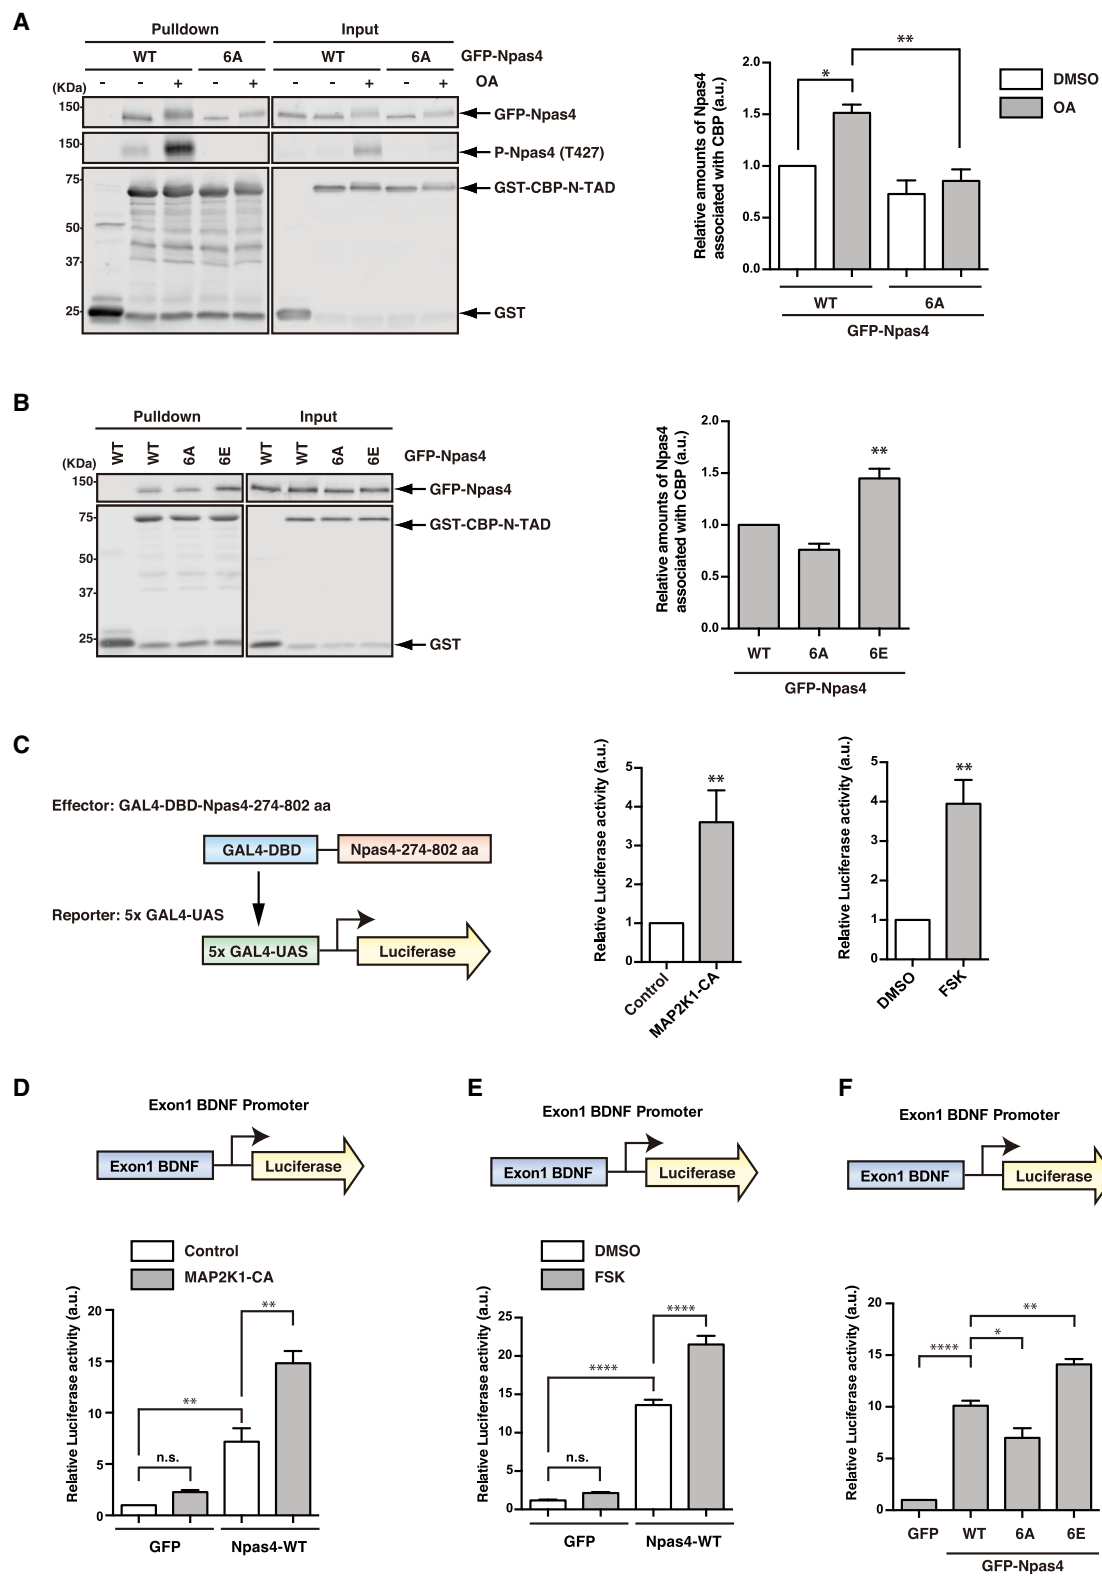 A
Pulldown Input
WT 6A WT 6A GFP-Npas4
- - + - + - - + - + OA
(KDa)
150 GFP-Npas4
150 P-Npas4 (T427)
75 GST-CBP-N-TAD
50
37
25 GST
Relative amounts of Npas4
associated with CBP (a.u.)
2.0
1.5
1.0
0.5
0.0
* **
DMSO
OA
WT 6A
GFP-Npas4
B
Pulldown Input
WT WT 6A 6E WT WT 6A 6E GFP-Npas4
(KDa)
150 GFP-Npas4
75 GST-CBP-N-TAD
50
37
25 GST
Relative amounts of Npas4
associated with CBP (a.u.)
2.0
1.5
1.0
0.5
0.0
**
WT 6A 6E
GFP-Npas4
C
Effector: GAL4-DBD-Npas4-274-802 aa
GAL4-DBD Npas4-274-802 aa
Reporter: 5x GAL4-UAS
5x GAL4-UAS Luciferase
Relative Luciferase activity (a.u.)
5
4
3
2
1
0
**
Control MAP2K1-CA
Relative Luciferase activity (a.u.)
5
4
3
2
1
0
**
DMSO FSK
D
Exon1 BDNF Promoter
Exon1 BDNF Luciferase
Control
MAP2K1-CA
Relative Luciferase activity (a.u.)
20
15
10
5
0
n.s. ** **
GFP Npas4-WT
E
Exon1 BDNF Promoter
Exon1 BDNF Luciferase
DMSO
FSK
Relative Luciferase activity (a.u.)
25
20
15
10
5
0
n.s. **** ****
GFP Npas4-WT
F
Exon1 BDNF Promoter
Exon1 BDNF Luciferase
Relative Luciferase activity (a.u.)
20
15
10
5
0
**** * **
GFP WT 6A 6E
GFP-Npas4